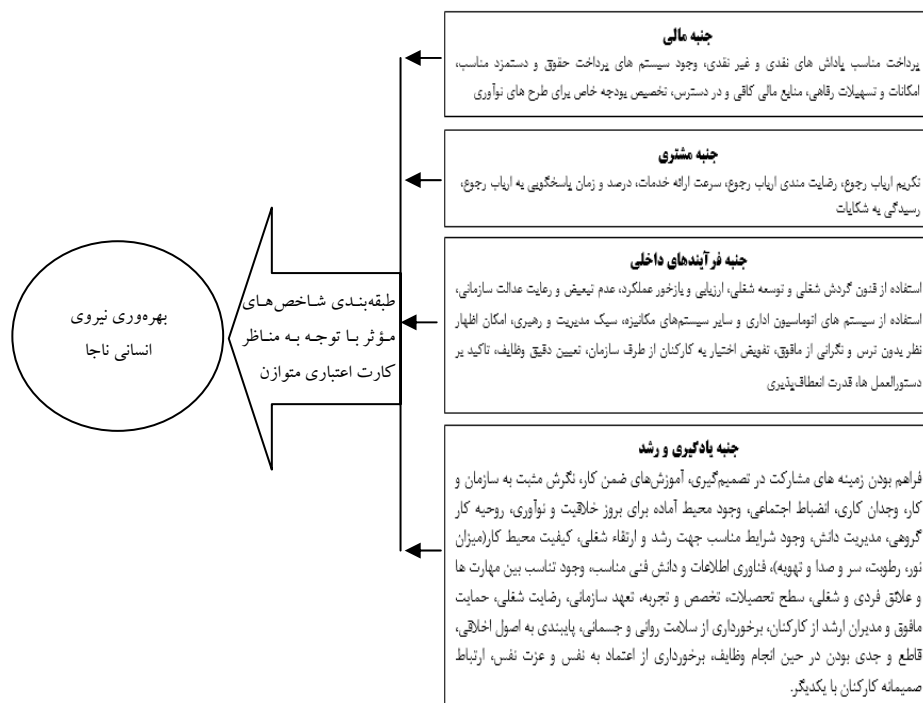 جنبه مالی
پرداخت مناسب پاداش های نقدی و غیر نقدی، وجود سیستم های پرداخت حقوق و دستمزد مناسب،
امکانات و تسهیلات رفاهی، منابع مالی کافی و در دسترس، تخصیص بودجه خاص برای طرح های نوآوری
جنبه مشتری
تکریم ارباب رجوع، رضایت مندی ارباب رجوع، سرعت ارائه خدمات، درصد و زمان پاسخگویی به ارباب رجوع،
رسیدگی به شکایات
جنبه فرآیندهای داخلی
استفاده از فنون گردش شغلی و توسعه شغلی، ارزیابی و بازخور عملکرد، عدم تبعیض و رعایت عدالت سازمانی،
استفاده از سیستم های اتوماسیون اداری و سایر سیستم‌های مکانیزه، سبک مدیریت و رهبری، امکان اظهار
نظر بدون ترس و نگرانی از مافوق، تفویض اختیار به کارکنان از طرف سازمان، تعیین دقیق وظایف، تاکید بر
دستورالعمل ها، قدرت انعطاف‌پذیری
جنبه یادگیری و رشد
فراهم بودن زمینه های مشارکت در تصمیم‌گیری، آموزش‌های ضمن کار، نگرش مثبت به سازمان و
کار، وجدان کاری، انضباط اجتماعی، وجود محیط آماده برای بروز خلاقیت و نوآوری، روحیه کار
گروهی، مدیریت دانش، وجود شرایط مناسب جهت رشد و ارتقاء شغلی، کیفیت محیط کار(میزان
نور، رطوبت، سر و صدا و تهویه)، فناوری اطلاعات و دانش فنی مناسب، وجود تناسب بین مهارت ها
و علائق فردی و شغلی، سطح تحصیلات، تخصص و تجربه، تعهد سازمانی، رضایت شغلی، حمایت
مافوق و مدیران ارشد از کارکنان، برخورداری از سلامت روانی و جسمانی، پایبندی به اصول اخلاقی،
قاطع و جدی بودن در حین انجام وظایف، برخورداری از اعتماد به نفس و عزت نفس، ارتباط
صمیمانه کارکنان با یکدیگر.
طبقه‌بندی شاخص‌های
مؤثر با توجه به مناظر
کارت اعتباری متوازن
بهره‌وری نیروی
انسانی ناجا